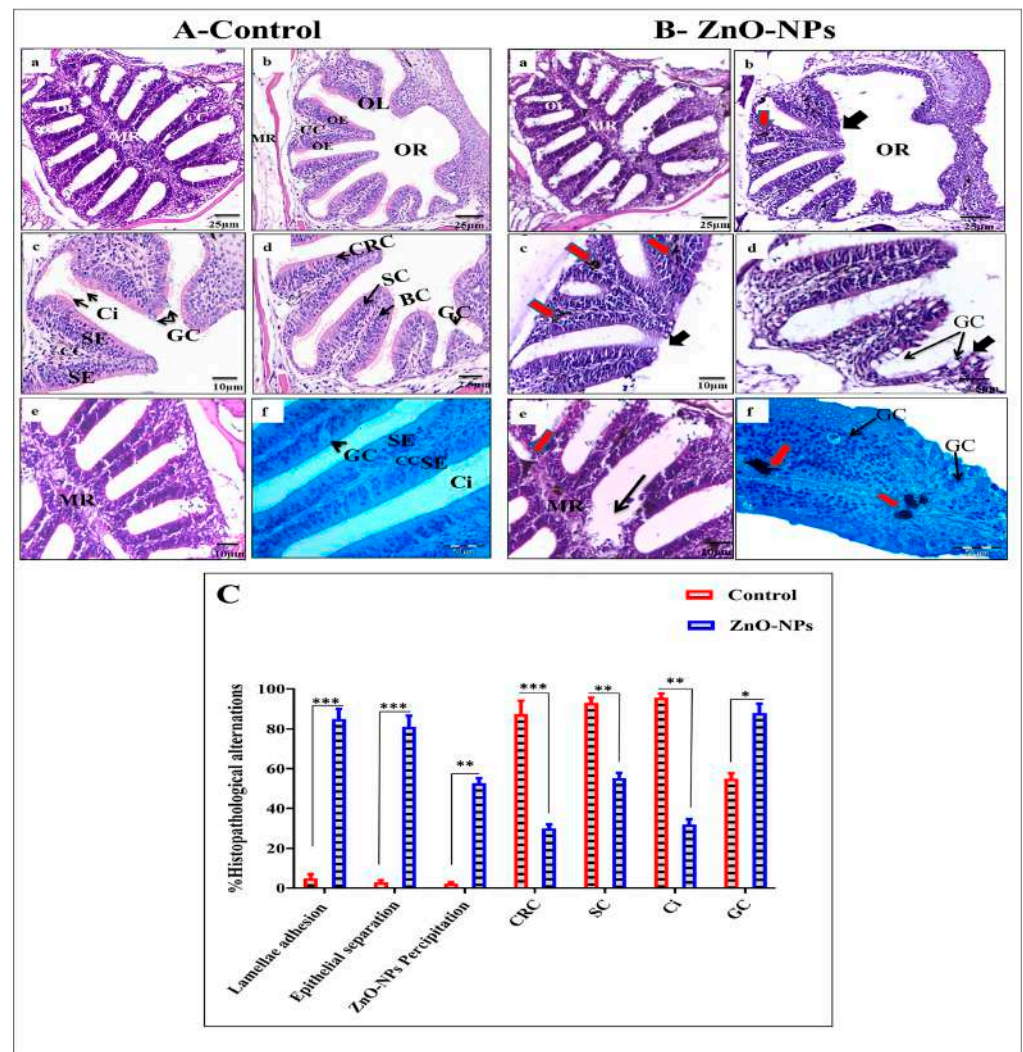 A-Control
a
OL
MR
CC
25µm
b
OL
OE
CC
OE
MR
OR
25µm
c
Ci
GC
SE
CC
SE
10µm
d
CRC
SC
BC
GC
e
MR
10µm
f
SE
GC
SE
CC
Ci
B- ZnO-NPs
a
OL
MR
25µm
b
OR
c
10µm
d
GC
e
MR
10µm
f
GC
GC
C
Control
ZnO-NPs
%Histopathological alternations
100
80
60
40
20
0
***
***
**
***
**
**
*
Lamellae adhesion
Epithelial separation
ZnO-NPs Percipitation
CRC
SC
Ci
GC